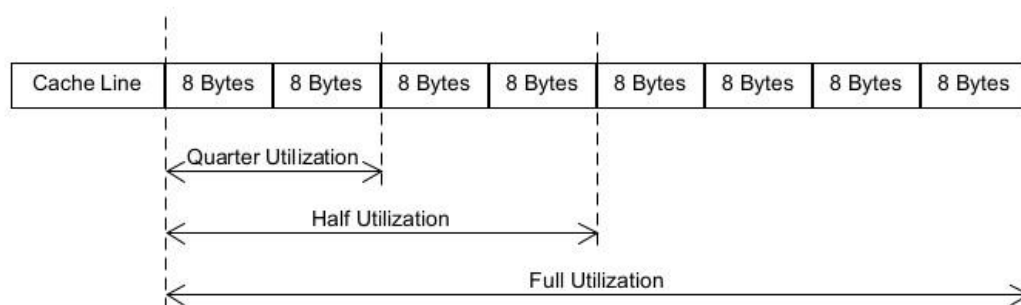 Cache Line 8 Bytes 8 Bytes 8 Bytes 8 Bytes 8 Bytes 8 Bytes 8 Bytes 8 Bytes
Quarter Utilization
Half Utilization
Full Utilization